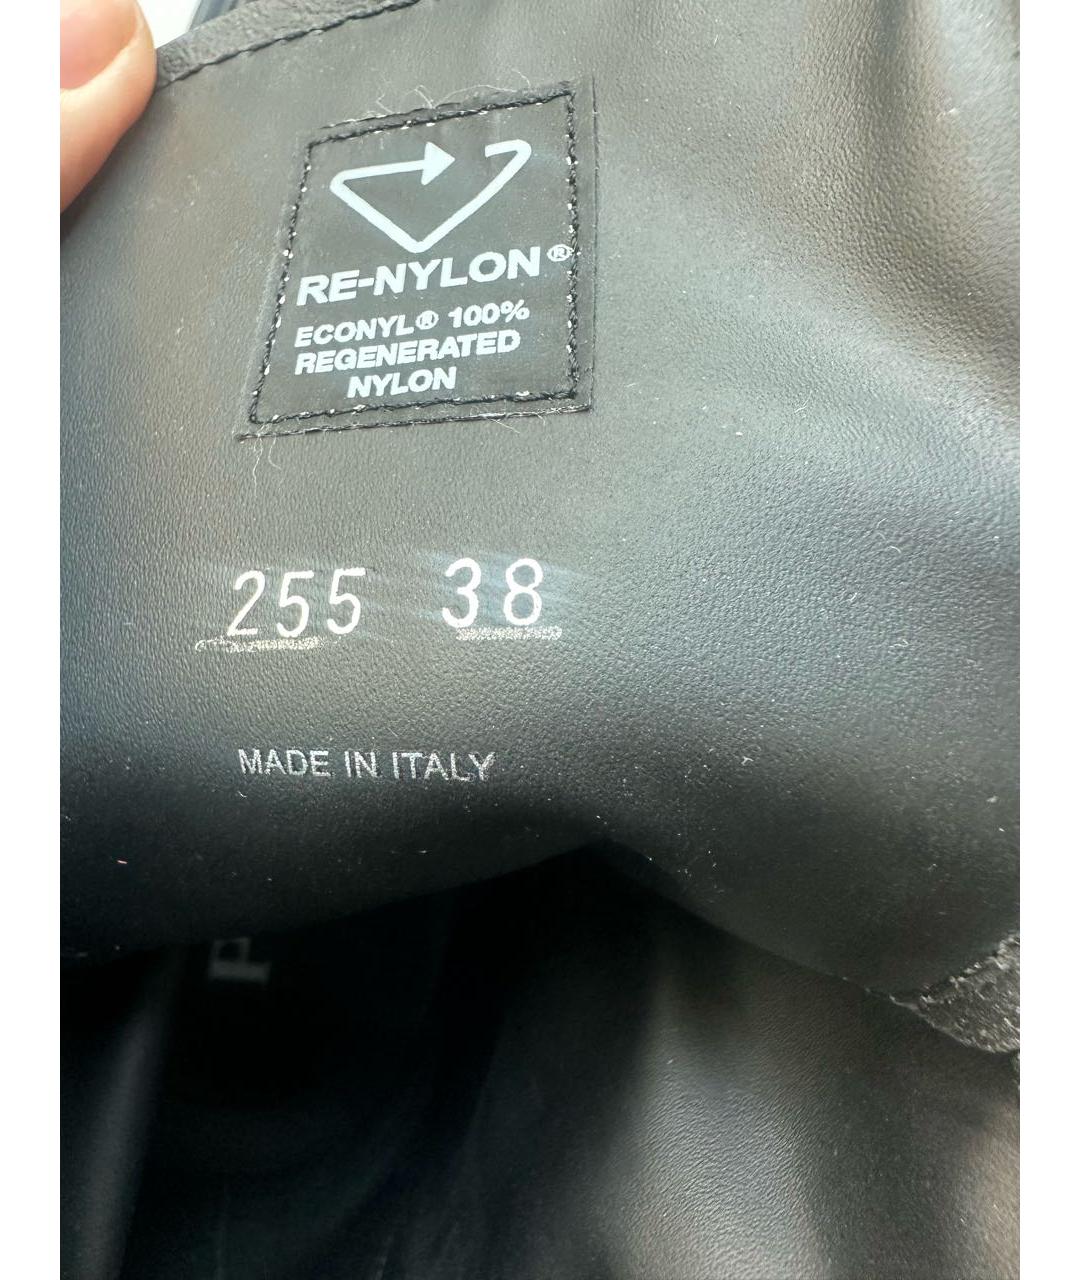 RE-NYLON®
ECONYL® 100%
REGENERATED
NYLON
255 38
MADE IN ITALY
P